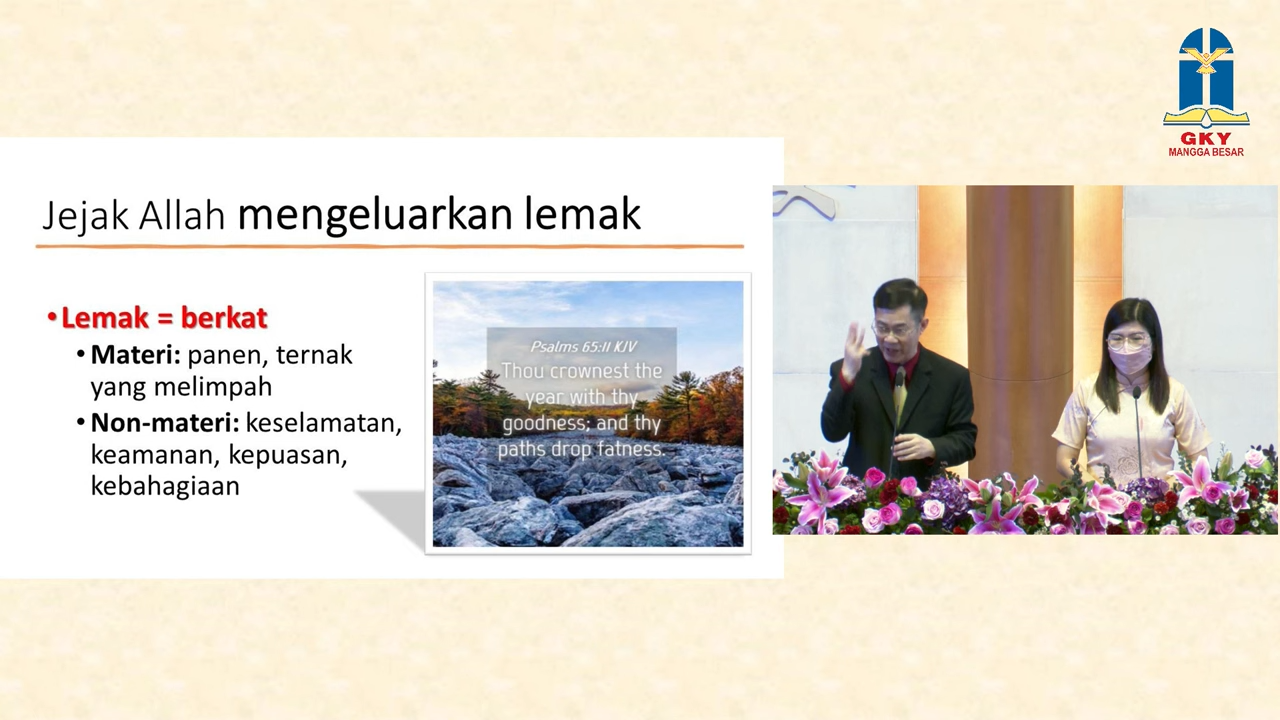 Jejak Allah mengeluarkan lemak
•Lemak = berkat
•Materi: panen, ternak
yang melimpah
•Non-materi: keselamatan,
keamanan, kepuasan,
kebahagiaan
Psalms 65:11 KJV
Thou crownest the
year with thy
goodness; and thy
paths drop fatness.
GKY
MANGGA BESAR